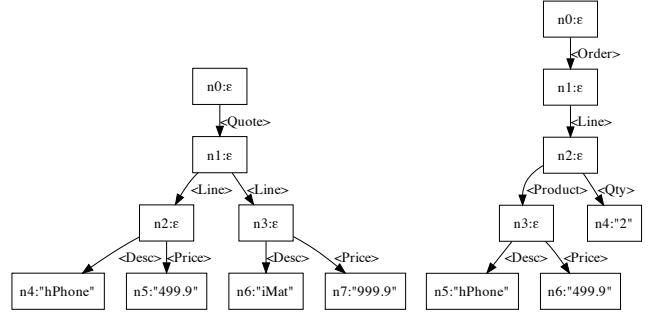 n0:ε
<Order>
n1:ε
<Line>
n2:ε
<Product> <Qty>
n3:ε n4:"2"
<Desc> <Price>
n5:"hPhone" n6:"499.9"
n0:ε
<Quote>
n1:ε
<Line> <Line>
n2:ε n3:ε
<Desc> <Price> <Desc> <Price>
n4:"hPhone" n5:"499.9" n6:"iMat" n7:"999.9"